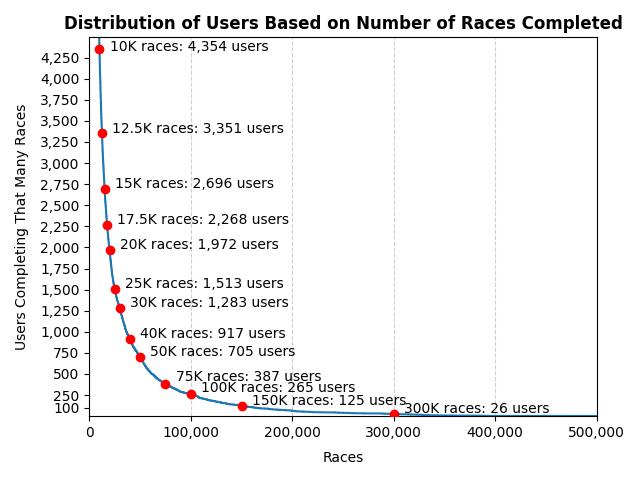 Distribution of Users Based on Number of Races Completed
Users Completing That Many Races
4,250
4,000
3,750
3,500
3,250
3,000
2,750
2,500
2,250
2,000
1,750
1,500
1,250
1,000
750
500
250
100
10K races: 4,354 users
12.5K races: 3,351 users
15K races: 2,696 users
17.5K races: 2,268 users
20K races: 1,972 users
25K races: 1,513 users
30K races: 1,283 users
40K races: 917 users
50K races: 705 users
75K races: 387 users
100K races: 265 users
150K races: 125 users
300K races: 26 users
0 100,000 200,000 300,000 400,000 500,000
Races